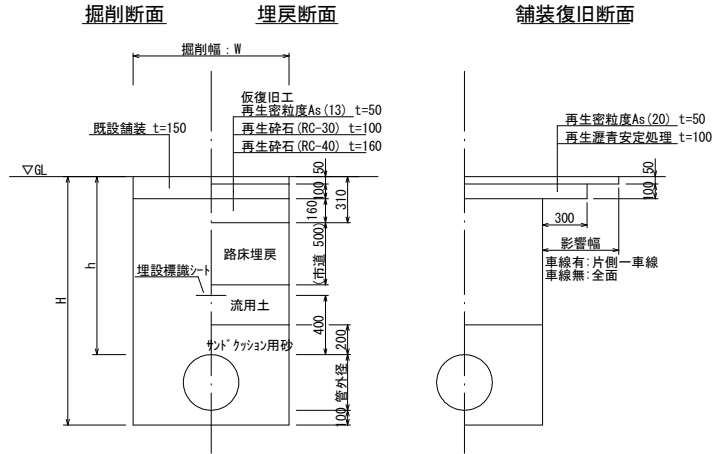 掘削断面
埋戻断面
舗装復旧断面
掘削幅：W
仮復旧工
再生密粒度As(13) t=50
再生砕石(RC-30) t=100
再生砕石(RC-40) t=160
既設舗装 t=150
再生密粒度As(20) t=50
再生瀝青安定処理 t=100
▽GL
50
100
160
310
(市道 500)
400
200
管外径
100
h
H
路床埋戻
埋設標識ｼｰﾄ
流用土
ｻﾝﾄﾞｸｯｼｮﾝ用砂
50
100
300
影響幅
車線有：片側一車線
車線無：全面